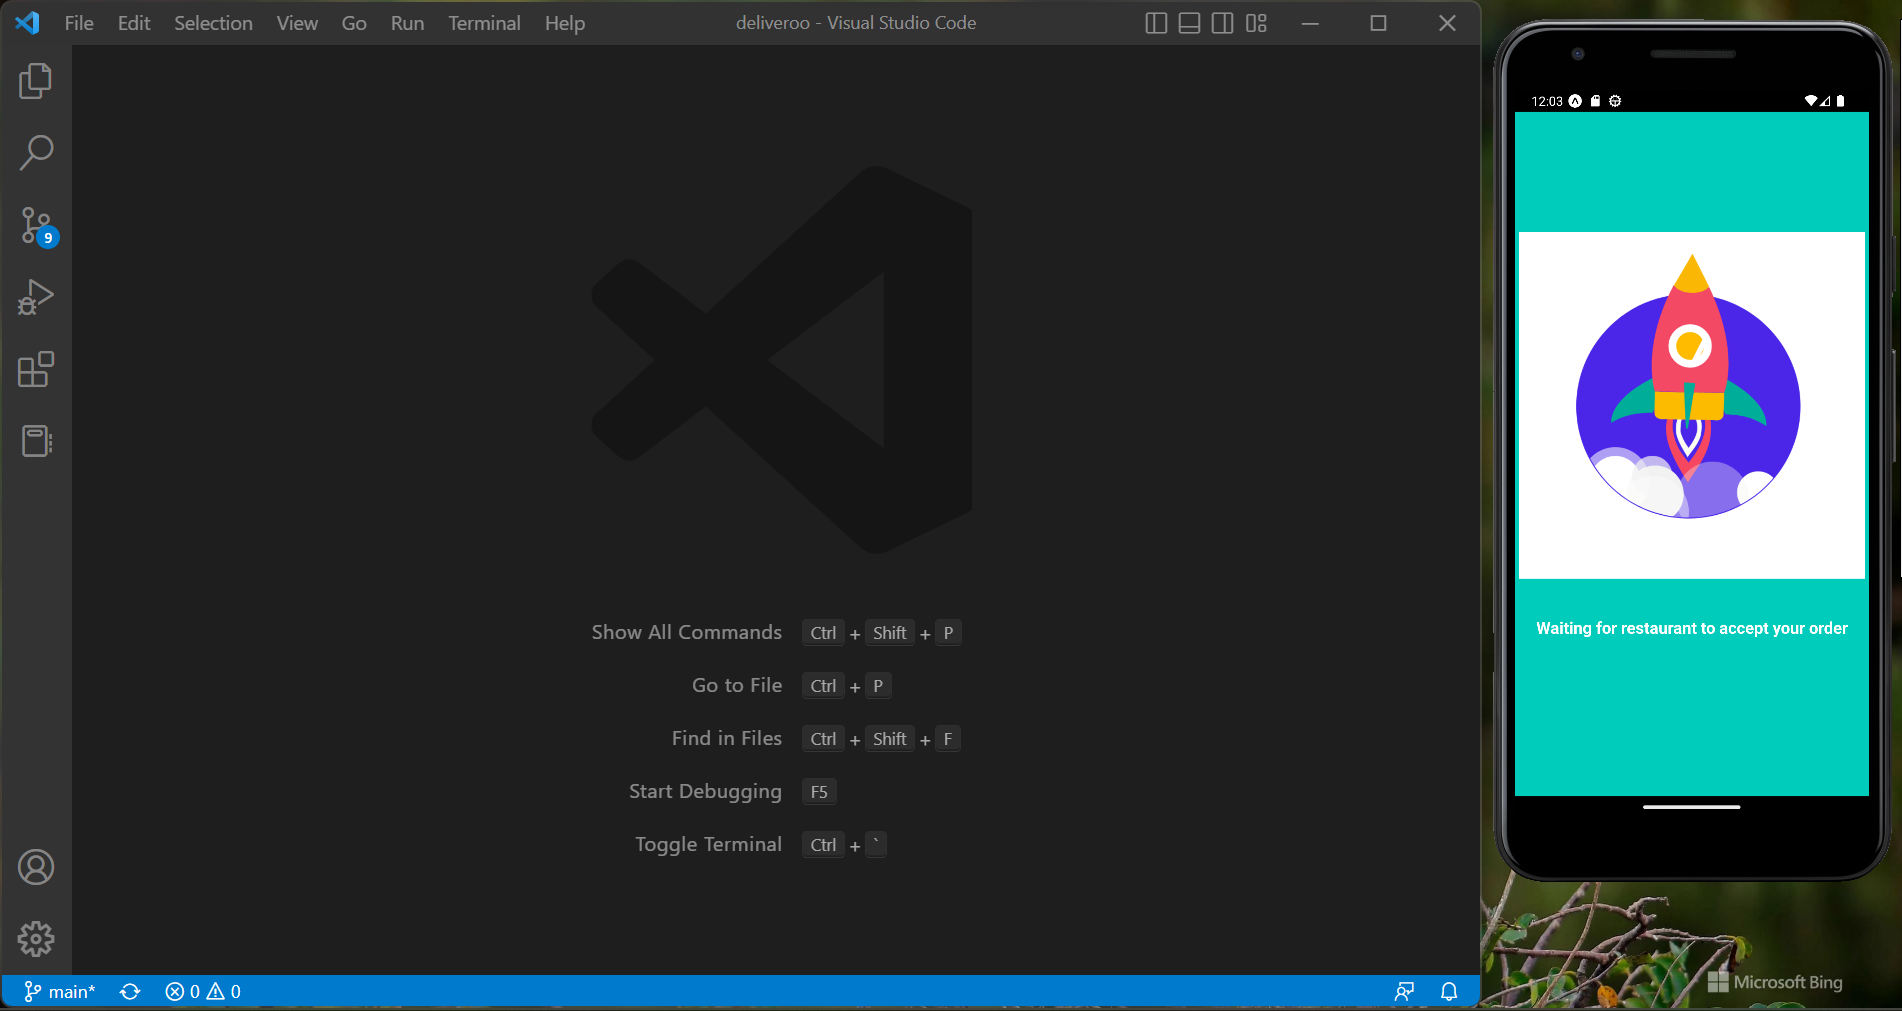 File Edit Selection View Go Run Terminal Help
deliveroo - Visual Studio Code
9
Show All Commands Ctrl + Shift + P
Go to File Ctrl + P
Find in Files Ctrl + Shift + F
Start Debugging F5
Toggle Terminal Ctrl + `
main*
0 0
12:03
Waiting for restaurant to accept your order
Microsoft Bing